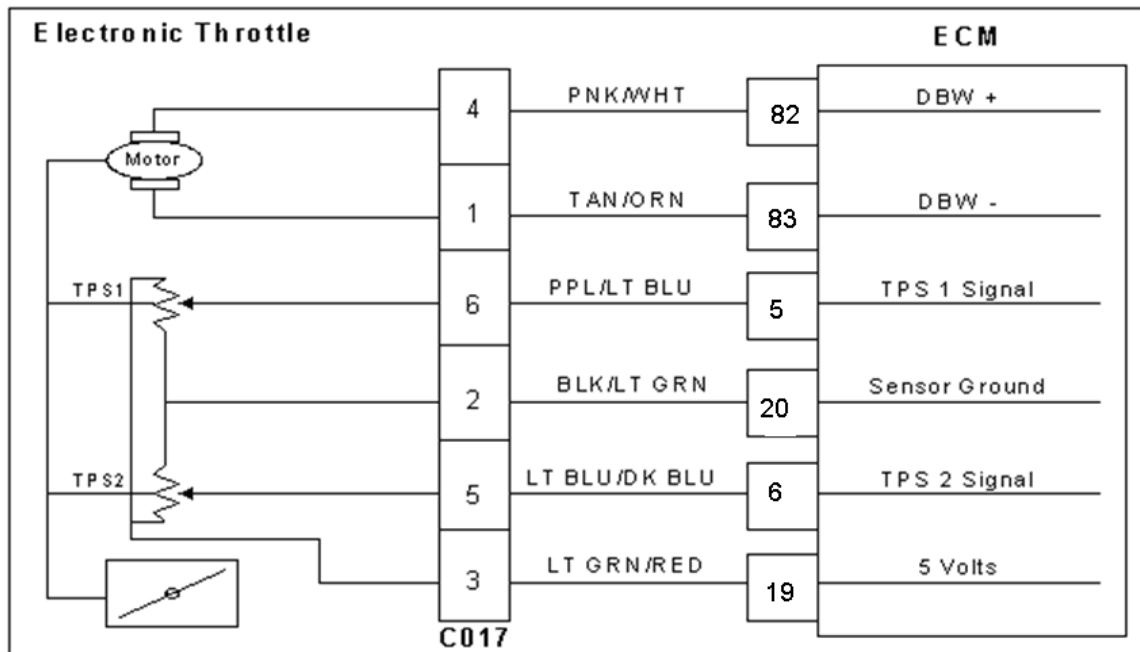 Electronic Throttle
ECM
4 PNK/WHT 82 DBW +
Motor
1 TAN/ORN 83 DBW -
TPS1 6 PPL/LT BLU 5 TPS 1 Signal
2 BLK/LT GRN 20 Sensor Ground
TPS2 5 LT BLU/DK BLU 6 TPS 2 Signal
3 LT GRN/RED 19 5 Volts
C017